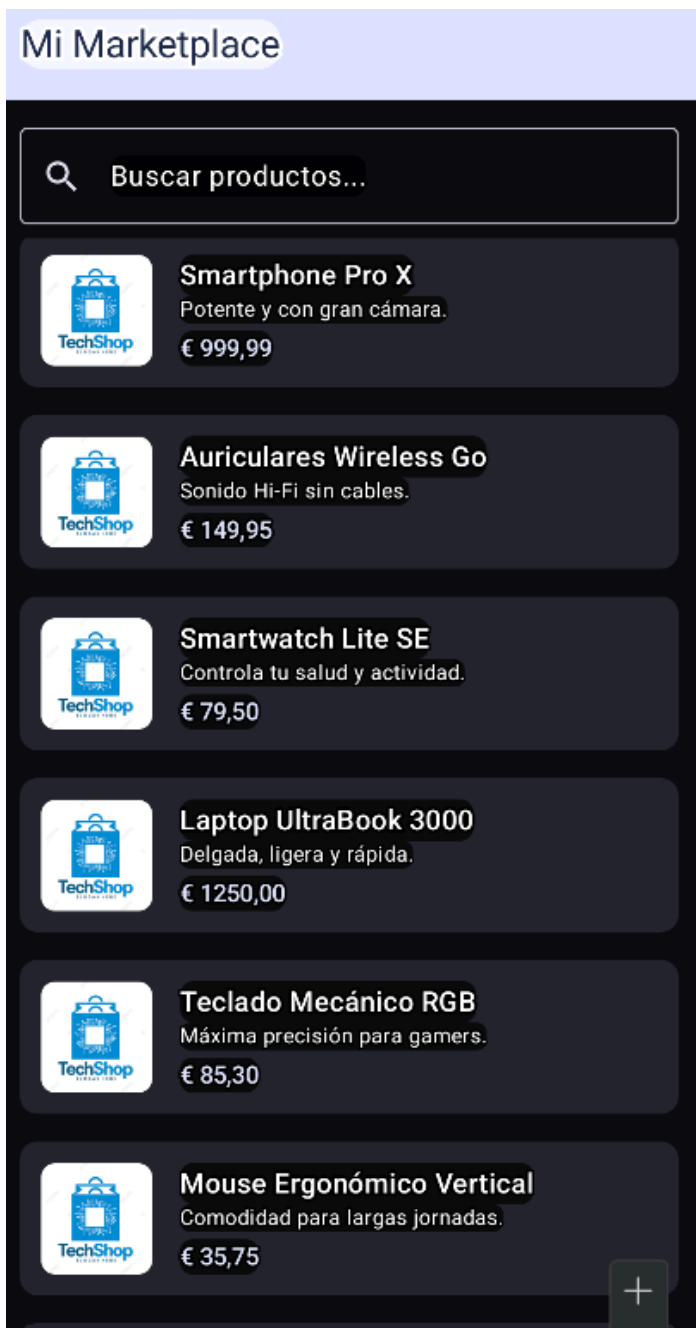 Mi Marketplace
Buscar productos...
TechShop
Smartphone Pro X
Potente y con gran cámara.
€ 999,99
TechShop
Auriculares Wireless Go
Sonido Hi-Fi sin cables.
€ 149,95
TechShop
Smartwatch Lite SE
Controla tu salud y actividad.
€ 79,50
TechShop
Laptop UltraBook 3000
Delgada, ligera y rápida.
€ 1250,00
TechShop
Teclado Mecánico RGB
Máxima precisión para gamers.
€ 85,30
TechShop
Mouse Ergonómico Vertical
Comodidad para largas jornadas.
€ 35,75